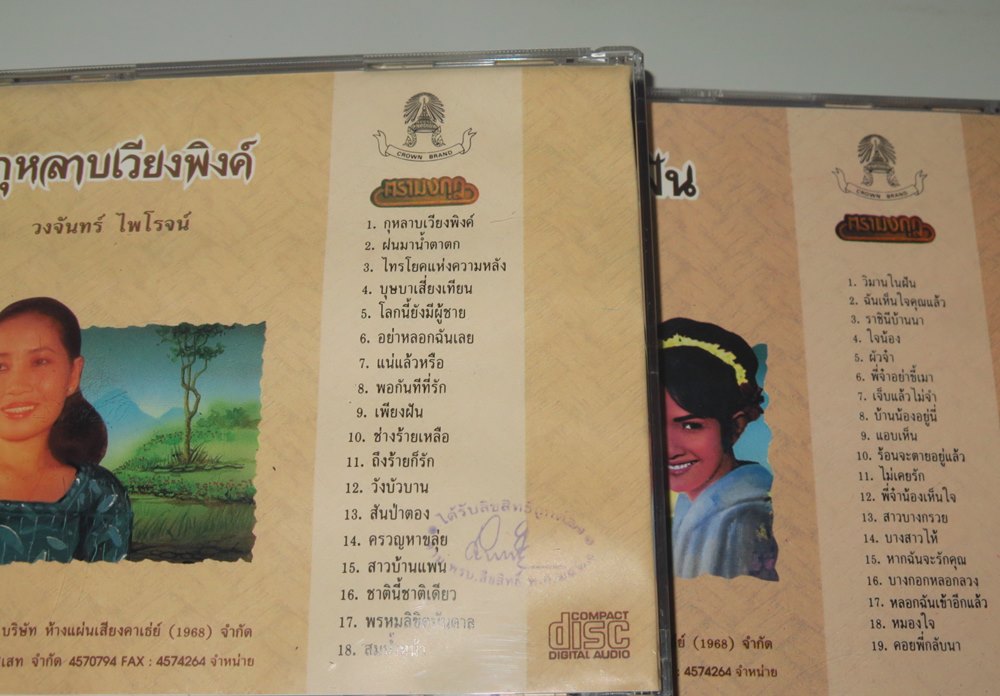 กุหลาบเวียงพิงค์
วงจันทร์ ไพโรจน์
CROWN BRAND
ตรามงกุฎ
1. กุหลาบเวียงพิงค์
2. ฝนมาน้ำตาตก
3. ไทรโยคแห่งความหลัง
4. บุษบาเสี่ยงเทียน
5. โลกนี้ยังมีผู้ชาย
6. อย่าหลอกฉันเลย
7. แน่แล้วหรือ
8. พอกันทีที่รัก
9. เพียงฝัน
10. ช่างร้ายเหลือ
11. ถึงร้ายก็รัก
12. วังบัวบาน
13. สันป่าตอง
14. ครวญหาขลุ่ย
15. สาวบ้านแพน
16. ชาตินี้ชาติเดียว
17. พรหมลิขิตบันดาล
18.
ได้รับลิขสิทธิ์ถูกต้อง
บริษัท ห้างแผ่นเสียงคาเธ่ย์ (1968) จำกัด
เสท จำกัด 4570794 FAX : 4574264 จำหน่าย
COMPACT
disc
DIGITAL AUDIO
ฝัน
CROWN BRAND
ตรามงกุฎ
1. วิมานในฝัน
2. ฉันเห็นใจคุณแล้ว
3. ราชินีบ้านนา
4. ใจน้อง
5. ผัวจ๋า
6. พี่จ๋าอย่าขี้เมา
7. เจ็บแล้วไม่จำ
8. บ้านน้องอยู่นี่
9. แอบเห็น
10. ร้อนจะตายอยู่แล้ว
11. ไม่เคยรัก
12. พี่จ๋าน้องเห็นใจ
13. สาวบางกรวย
14. บางสาวไห้
15. หากฉันจะรักคุณ
16. บางกอกหลอกลวง
17. หลอกฉันเข้าอีกแล้ว
18. หมองใจ
19. คอยพี่กลับนา
ย์ (1968) จำกัด
4574264 จำหน่าย